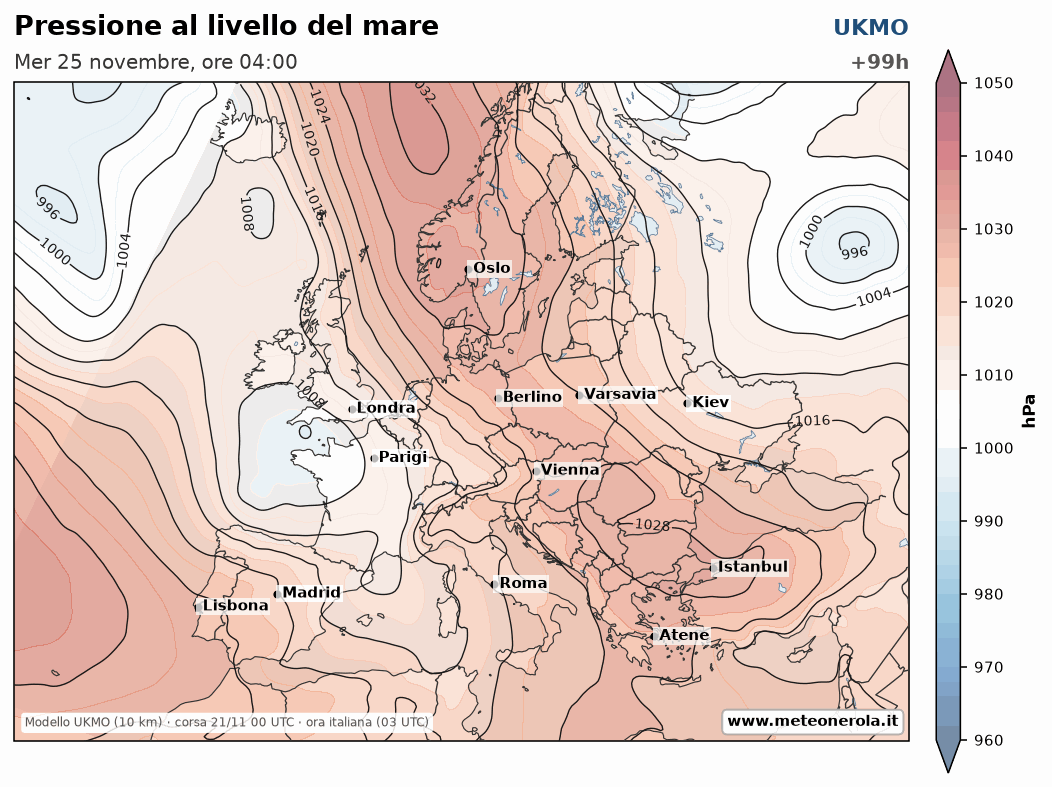 Pressione al livello del mare
UKMO
Mer 25 novembre, ore 04:00
+99h
1024
1020
1016
1008
996
1000
1004
1000
996
1004
Oslo
Londra
Berlino
Varsavia
Kiev
1016
Parigi
Vienna
1028
Istanbul
Roma
Madrid
Lisbona
Atene
Modello UKMO (10 km) · corsa 21/11 00 UTC · ora italiana (03 UTC)
www.meteonerola.it
1050
1040
1030
1020
1010
1000
990
980
970
960
hPa